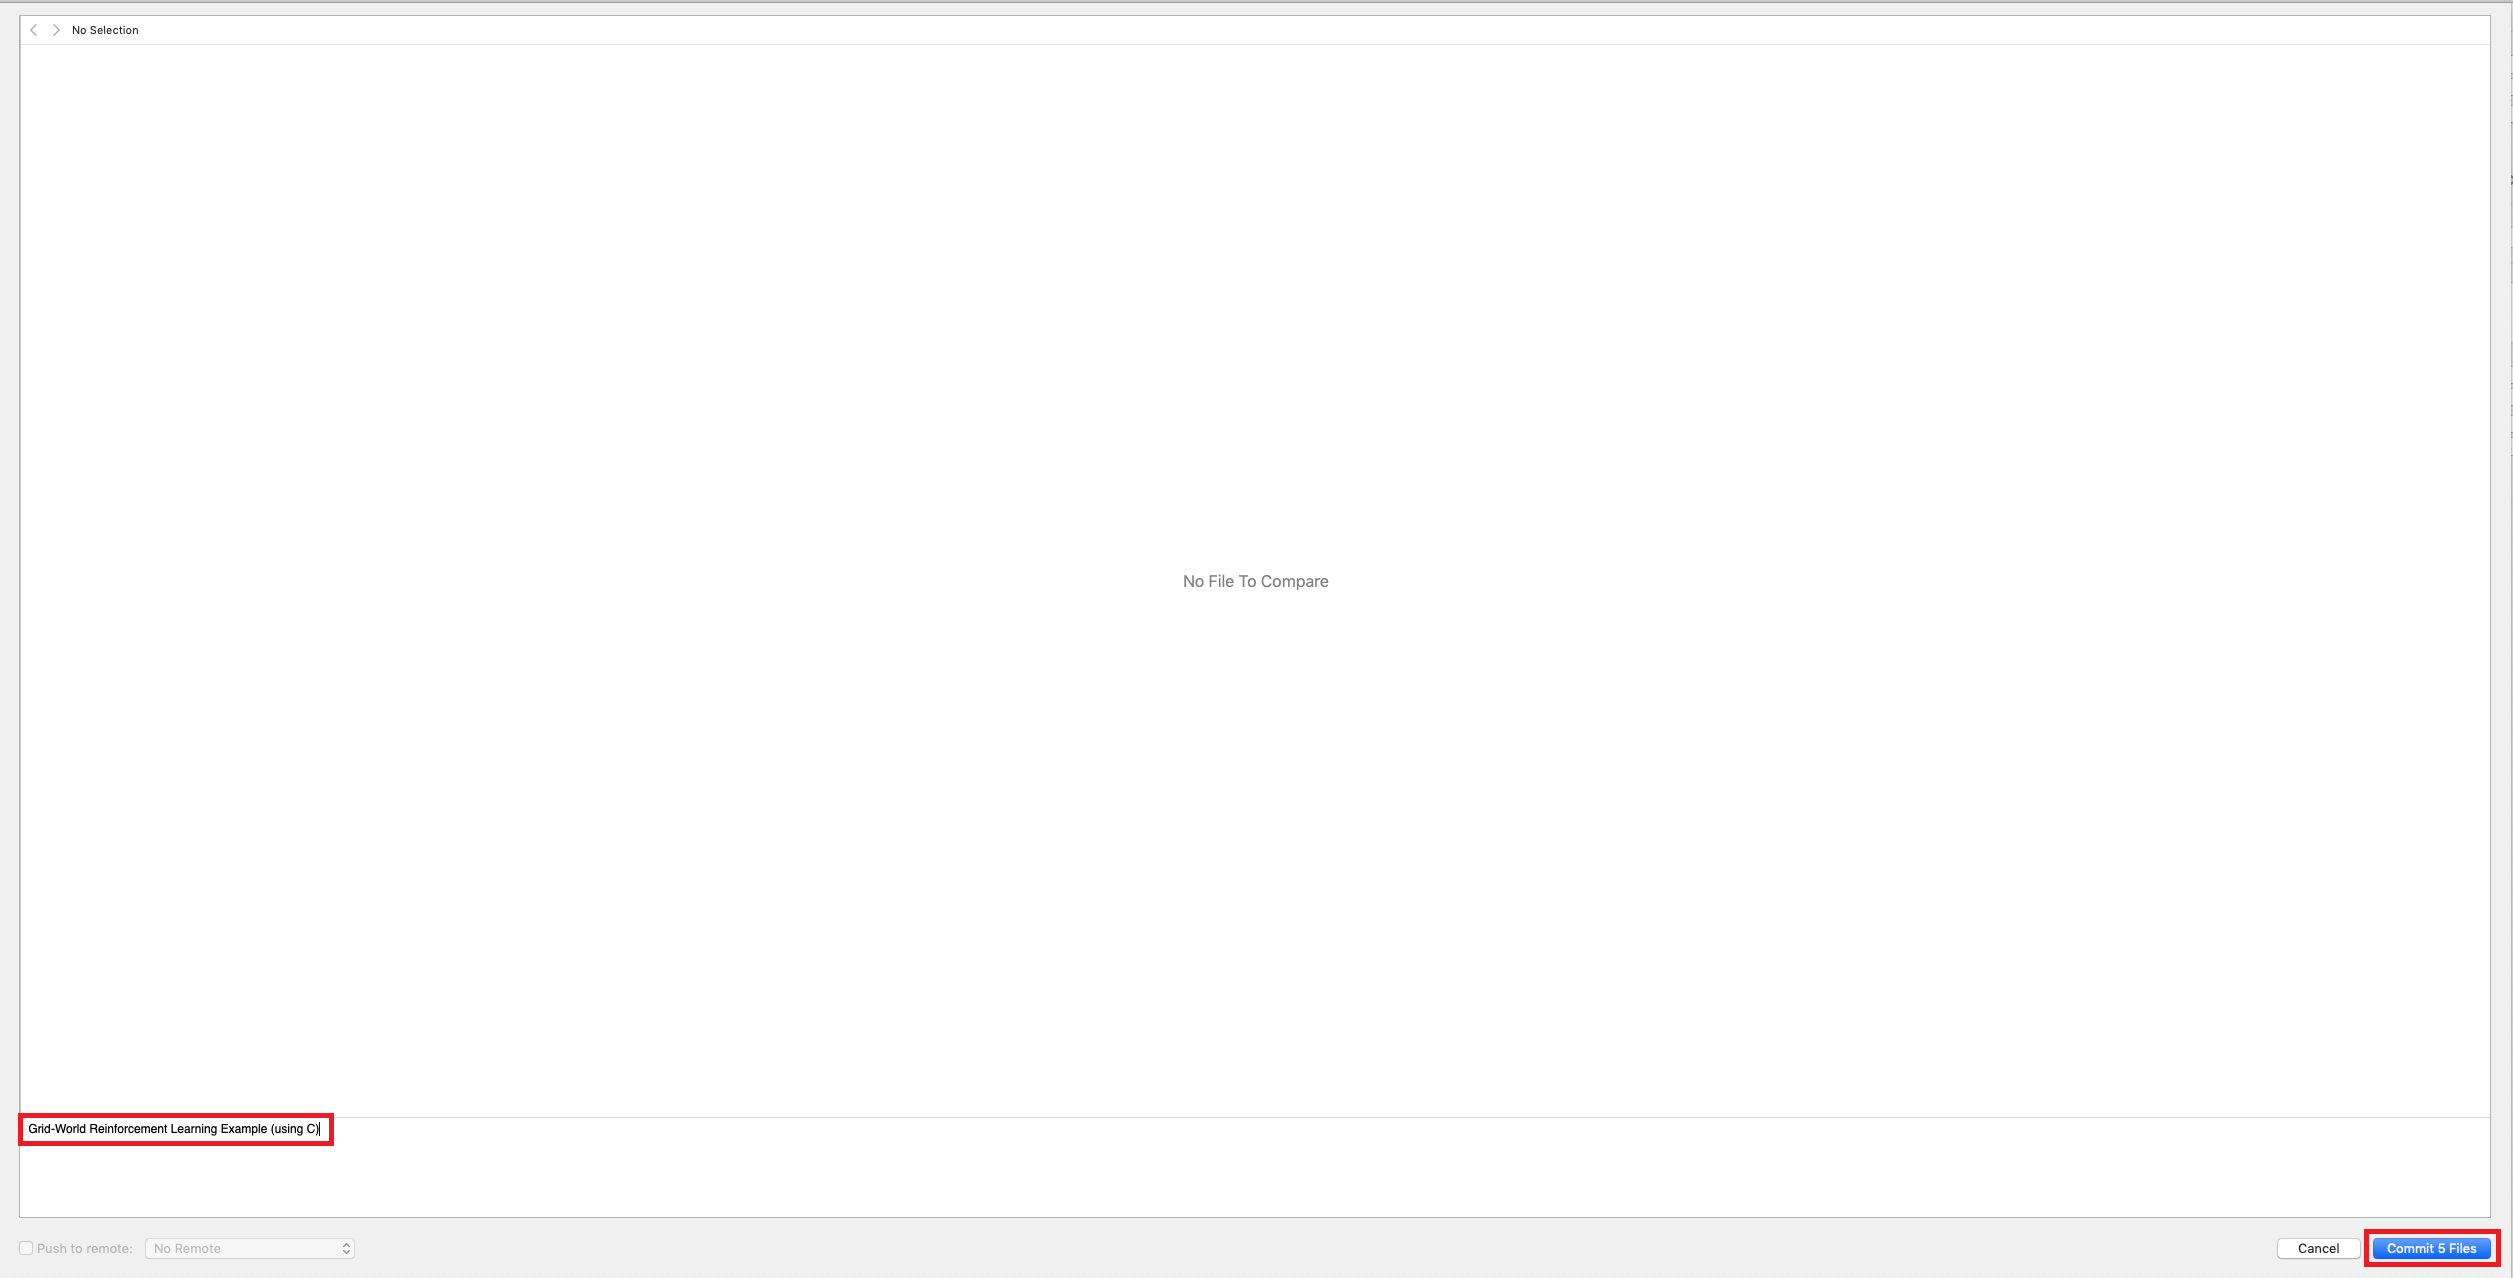 No Selection
No File To Compare
Grid-World Reinforcement Learning Example (using C)
Push to remote: No Remote Cancel Commit 5 Files